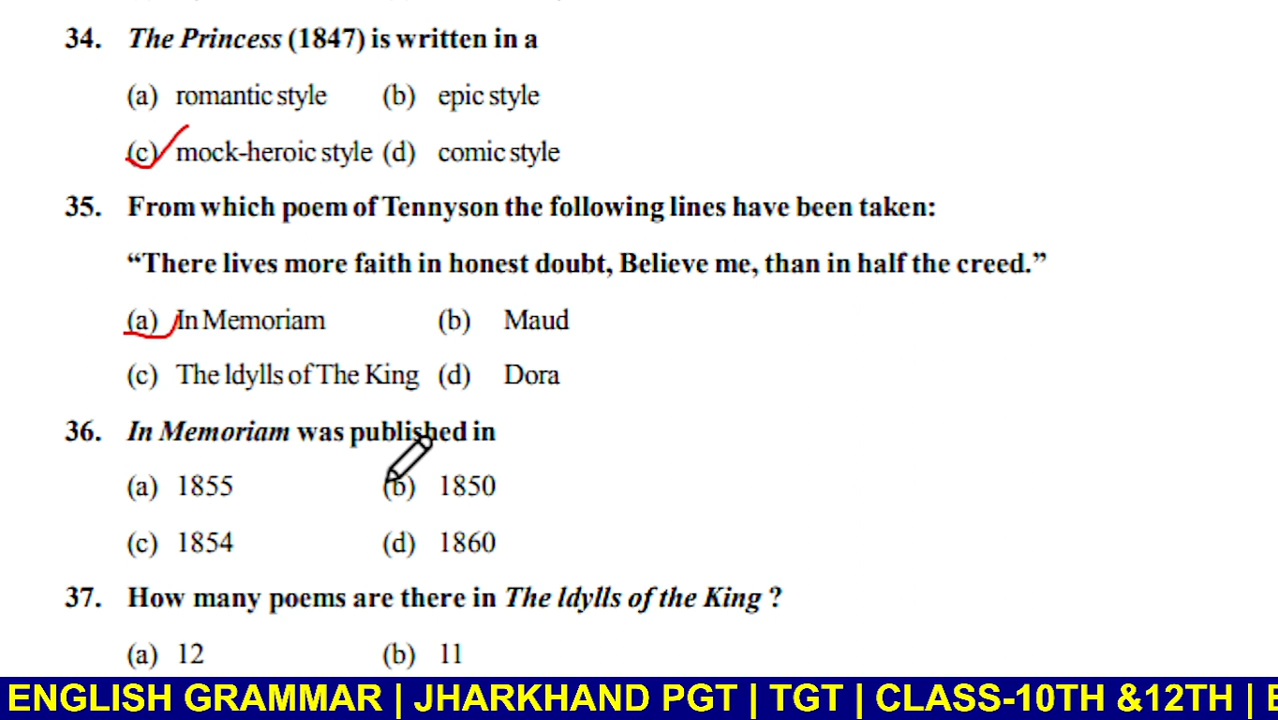 34. The Princess (1847) is written in a
(a) romantic style (b) epic style
(c) mock-heroic style (d) comic style
35. From which poem of Tennyson the following lines have been taken:
“There lives more faith in honest doubt, Believe me, than in half the creed.”
(a) In Memoriam (b) Maud
(c) The ldylls of The King (d) Dora
36. In Memoriam was published in
(a) 1855 (b) 1850
(c) 1854 (d) 1860
37. How many poems are there in The ldylls of the King ?
(a) 12 (b) 11
ENGLISH GRAMMAR | JHARKHAND PGT | TGT | CLASS-10TH &12TH |